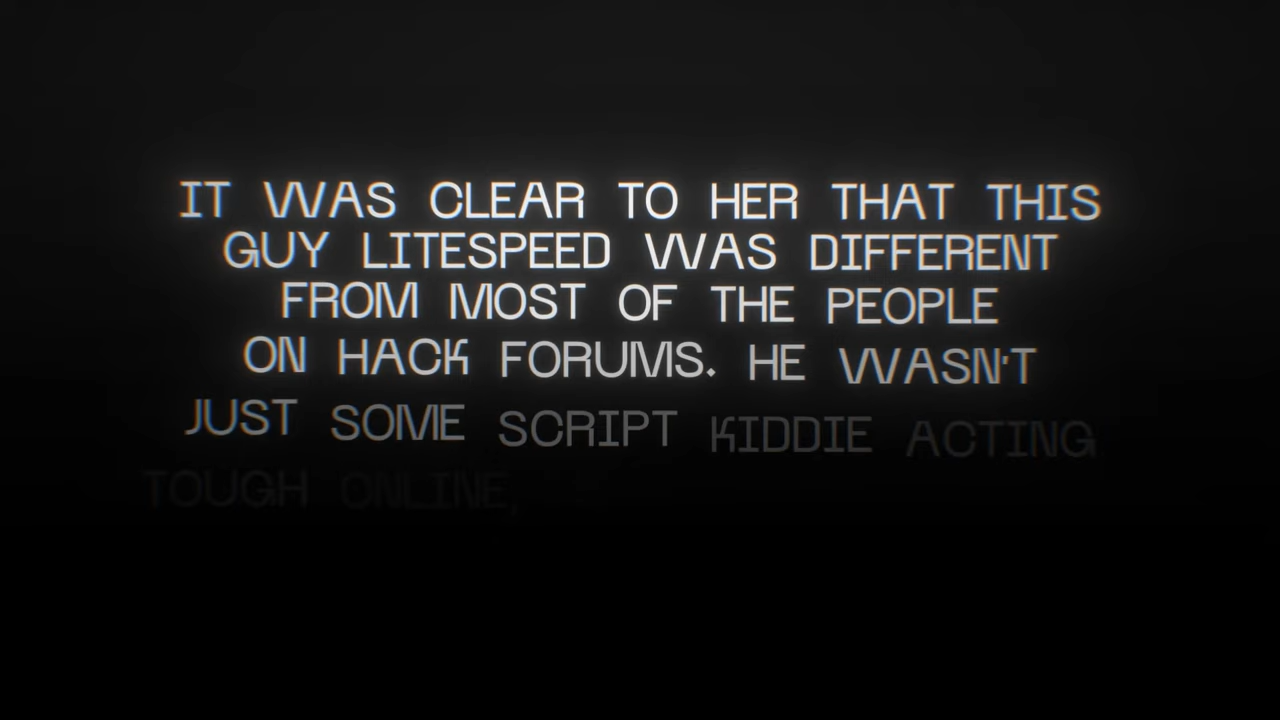 IT WAS CLEAR TO HER THAT THIS
GUY LITESPEED WAS DIFFERENT
FROM MOST OF THE PEOPLE
ON HACK FORUMS. HE WASN'T
JUST SOME SCRIPT KIDDIE ACTING
TOUGH ONLINE,